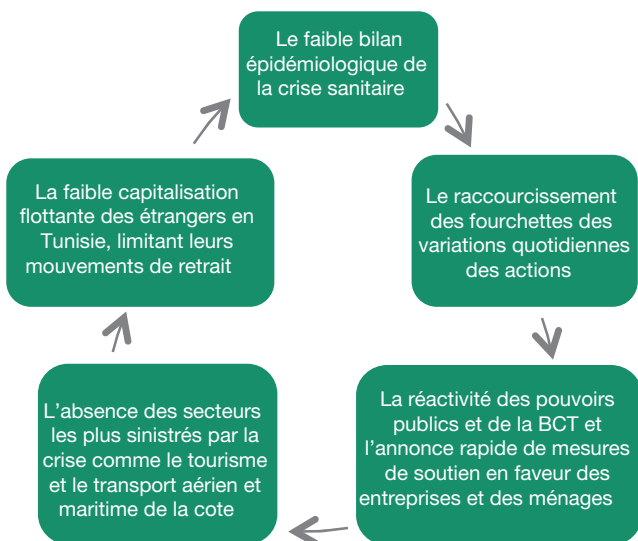 Le faible bilan
épidémiologique de
la crise sanitaire
Le raccourcissement
des fourchettes des
variations quotidiennes
des actions
La réactivité des pouvoirs
publics et de la BCT et
l’annonce rapide de mesures
de soutien en faveur des
entreprises et des ménages
L’absence des secteurs
les plus sinistrés par la
crise comme le tourisme
et le transport aérien et
maritime de la cote
La faible capitalisation
flottante des étrangers en
Tunisie, limitant leurs
mouvements de retrait